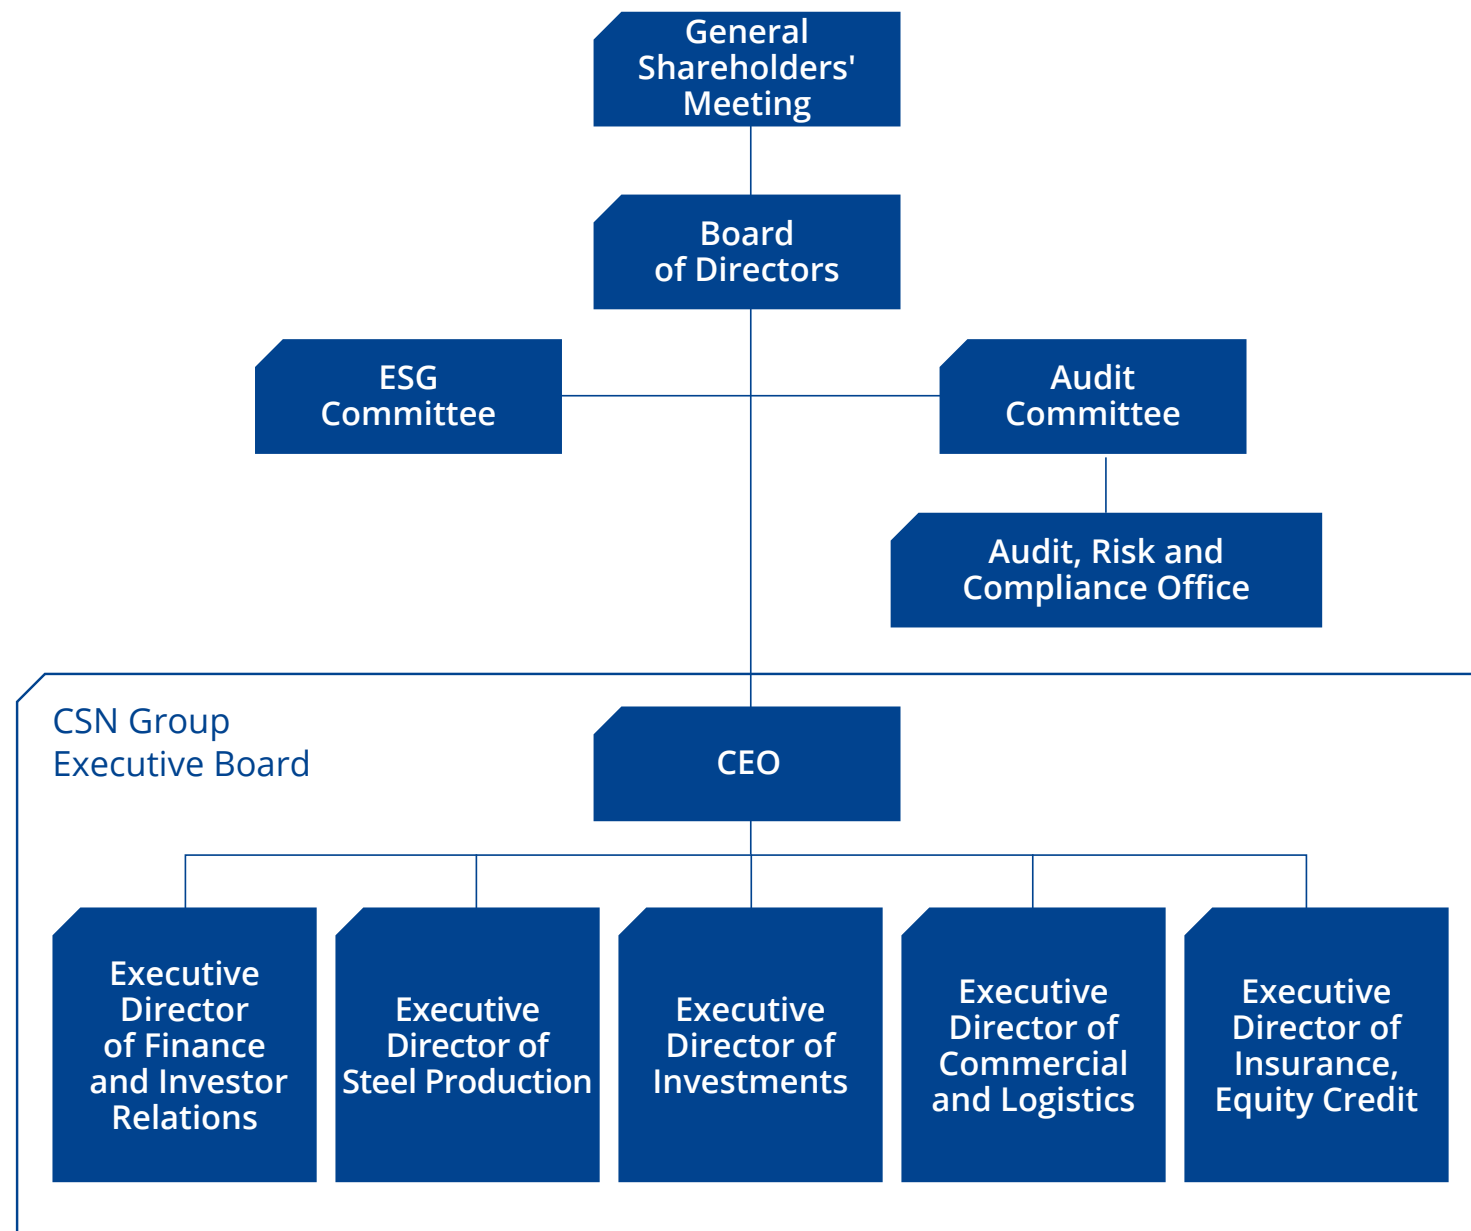 General
Shareholders'
Meeting
Board
of Directors
ESG
Committee
Audit
Committee
Audit, Risk and
Compliance Office
CSN Group
Executive Board
CEO
Executive
Director
of Finance
and Investor
Relations
Executive
Director of
Steel Production
Executive
Director of
Investments
Executive
Director of
Commercial
and Logistics
Executive
Director of
Insurance,
Equity Credit